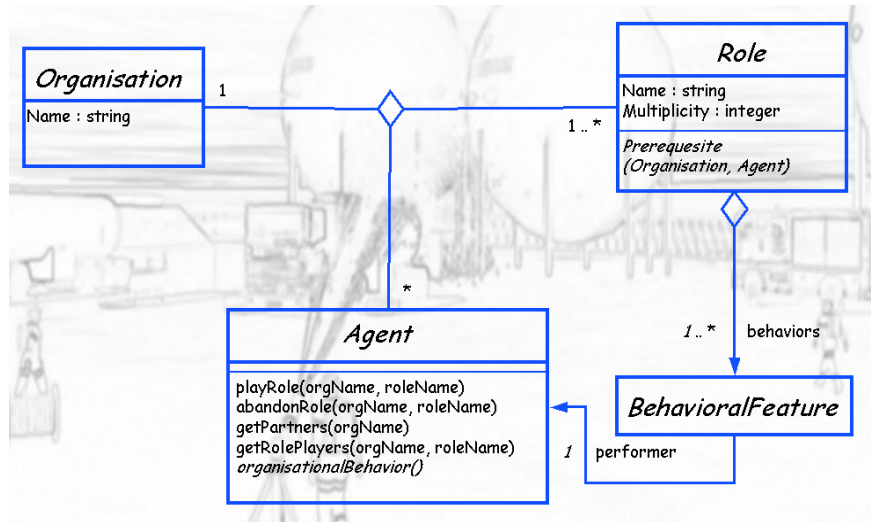 Organisation
Name : string
1
Role
Name : string
Multiplicity : integer
Prerequesite
(Organisation, Agent)
1 .. *
*
Agent
playRole(orgName, roleName)
abandonRole(orgName, roleName)
getPartners(orgName)
getRolePlayers(orgName, roleName)
organisationalBehavior()
1 .. * behaviors
BehavioralFeature
1 performer